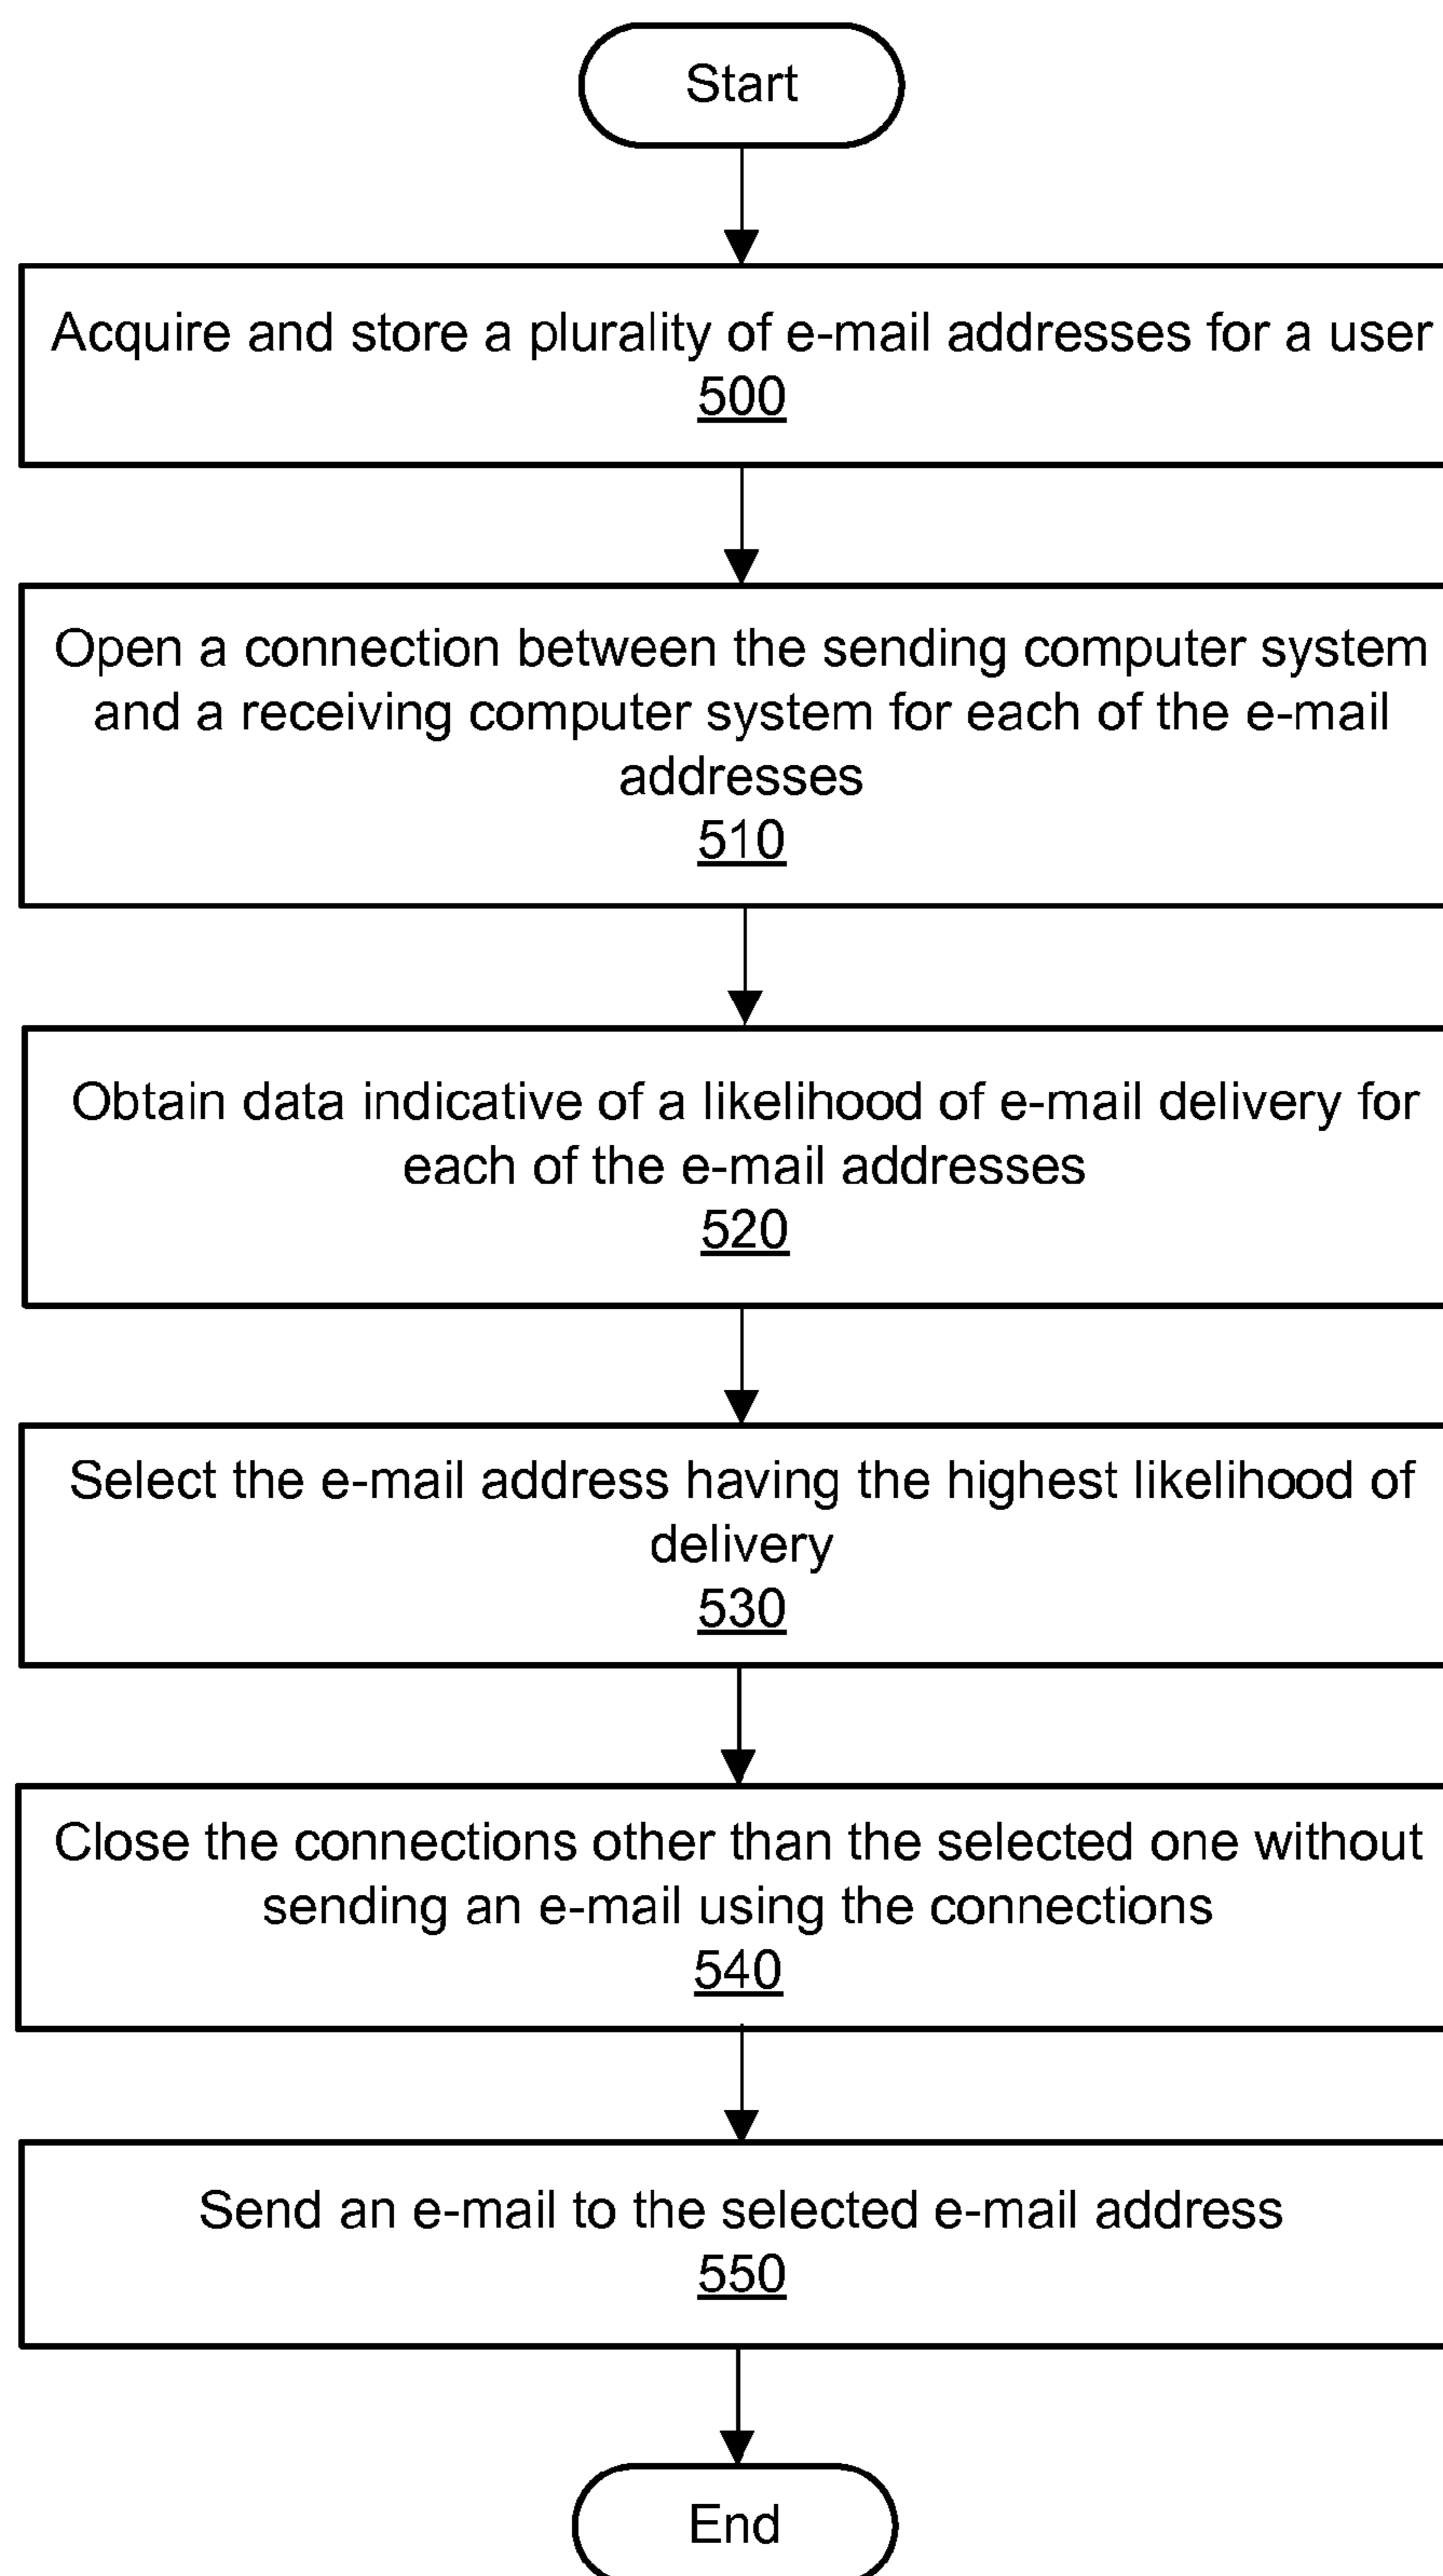 Start
Acquire and store a plurality of e-mail addresses for a user
500
Open a connection between the sending computer system
and a receiving computer system for each of the e-mail
addresses
510
Obtain data indicative of a likelihood of e-mail delivery for
each of the e-mail addresses
520
Select the e-mail address having the highest likelihood of
delivery
530
Close the connections other than the selected one without
sending an e-mail using the connections
540
Send an e-mail to the selected e-mail address
550
End